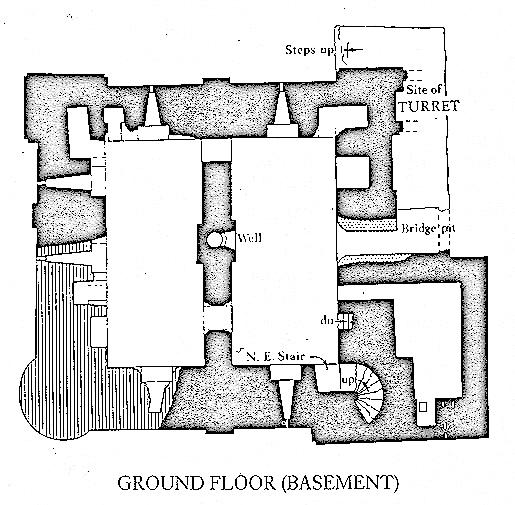 Steps up
Site of
TURRET
Bridge pit
Well
dn
N. E. Stair
up
GROUND FLOOR (BASEMENT)